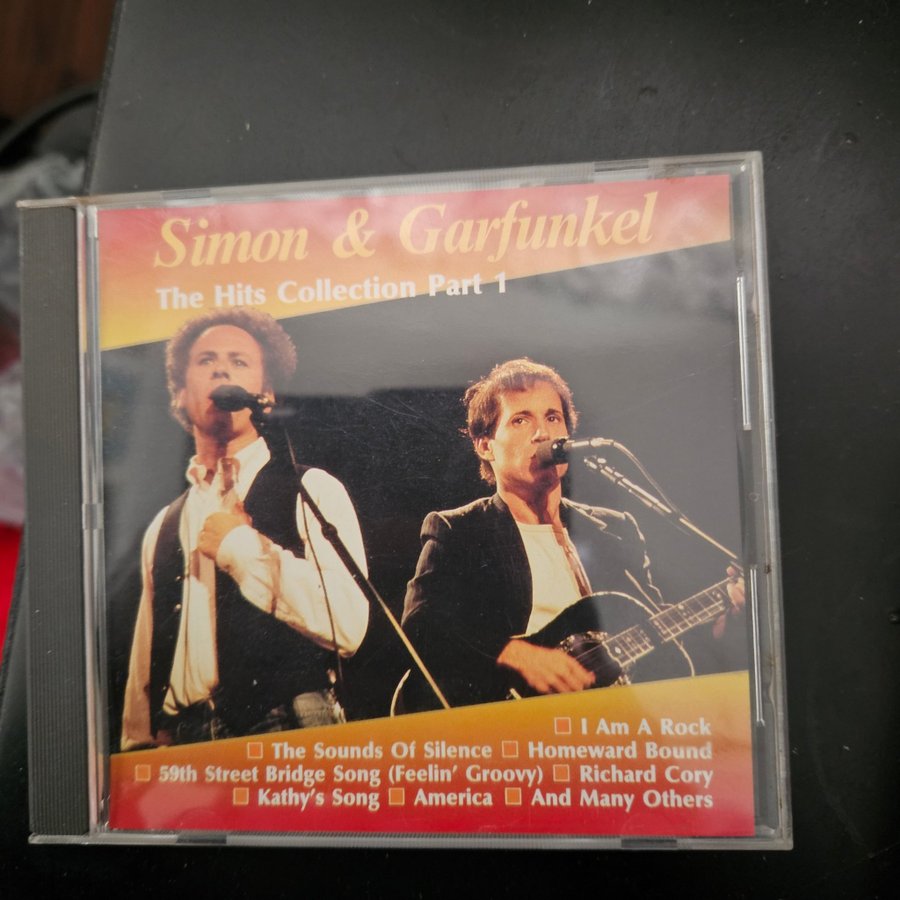 Simon & Garfunkel
The Hits Collection Part 1
I Am A Rock
The Sounds Of Silence Homeward Bound
59th Street Bridge Song (Feelin' Groovy) Richard Cory
Kathy's Song America And Many Others